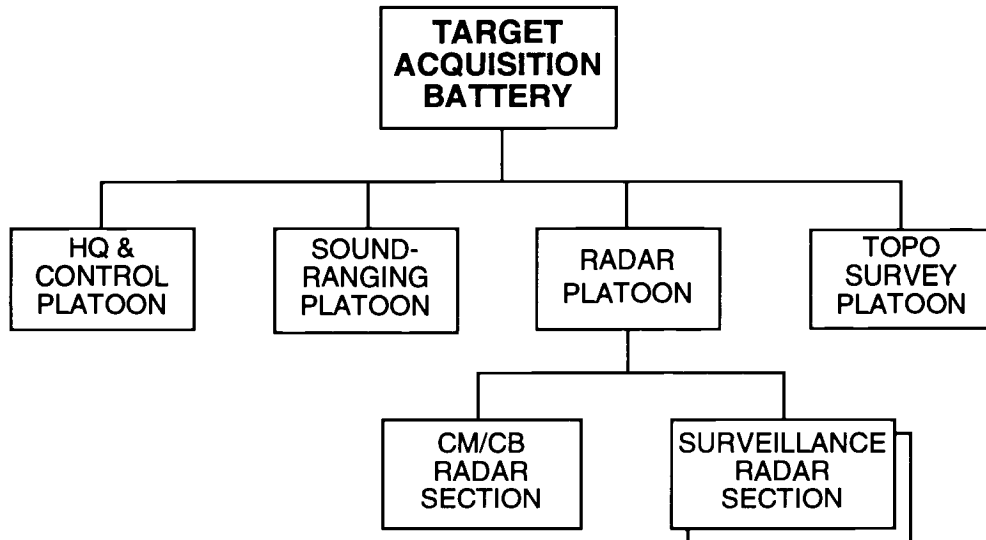 TARGET
ACQUISITION
BATTERY
HQ &
CONTROL
PLATOON
SOUND-
RANGING
PLATOON
RADAR
PLATOON
TOPO
SURVEY
PLATOON
CM/CB
RADAR
SECTION
SURVEILLANCE
RADAR
SECTION